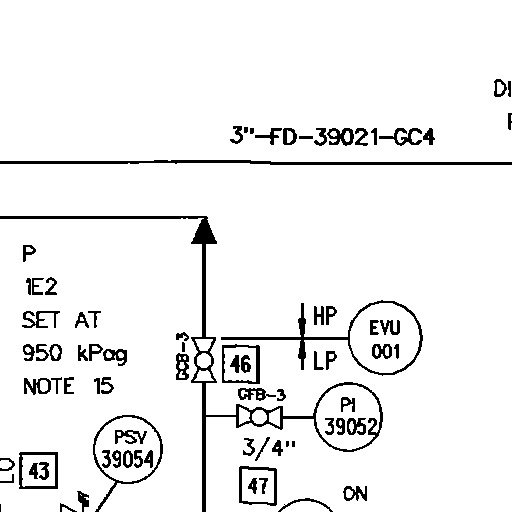 DI
3"-FD-39021-GC4
P
1E2
SET AT
950 kPag
NOTE 15
HP
LP
EVU
001
GCB-3
46
GFB-3
PI
39052
3/4"
PSV
39054
LO
43
47
ON